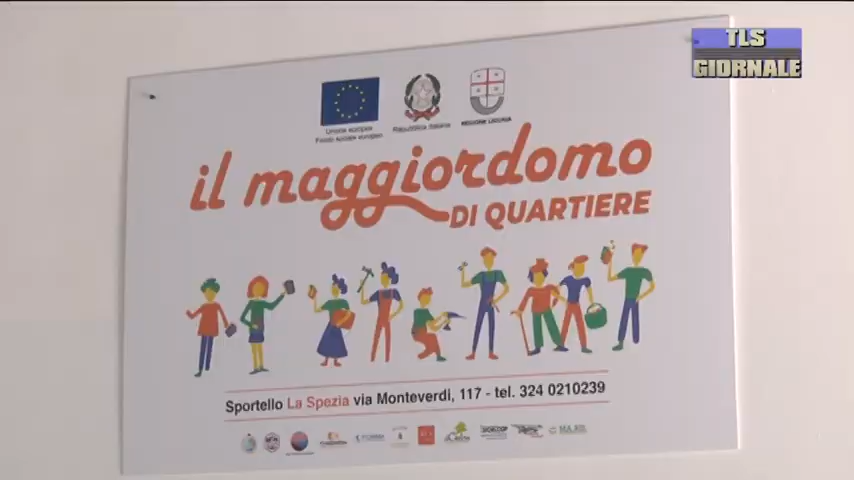 TLS
GIORNALE
Unione europea
Fondo sociale europeo
Repubblica Italiana
REGIONE LIGURIA
il maggiordomo
DI QUARTIERE
Sportello La Spezia via Monteverdi, 117 - tel. 324 0210239